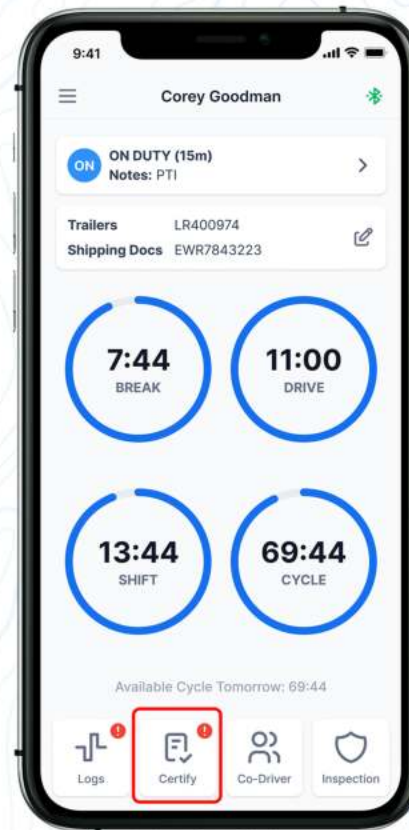 9:41
Corey Goodman
ON
ON DUTY (15m)
Notes: PTI
Trailers LR400974
Shipping Docs EWR7843223
7:44
BREAK
11:00
DRIVE
13:44
SHIFT
69:44
CYCLE
Available Cycle Tomorrow: 69:44
Logs
Certify
Co-Driver
Inspection